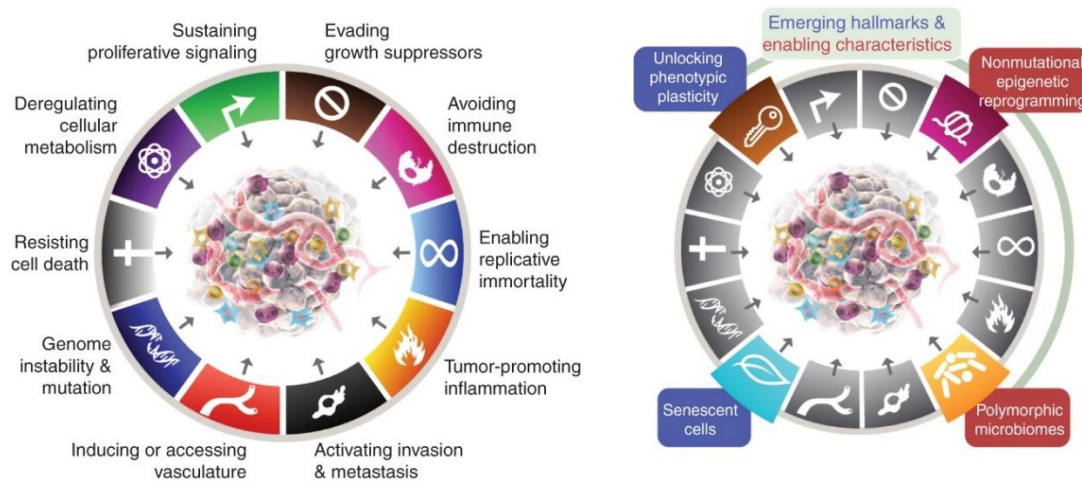 Sustaining
proliferative signaling
Evading
growth suppressors
Deregulating
cellular
metabolism
Avoiding
immune
destruction
Resisting
cell death
Enabling
replicative
immortality
Genome
instability &
mutation
Tumor-promoting
inflammation
Inducing or accessing
vasculature
Activating invasion
& metastasis
Emerging hallmarks &
enabling characteristics
Unlocking
phenotypic
plasticity
Nonmutational
epigenetic
reprogramming
Senescent
cells
Polymorphic
microbiomes